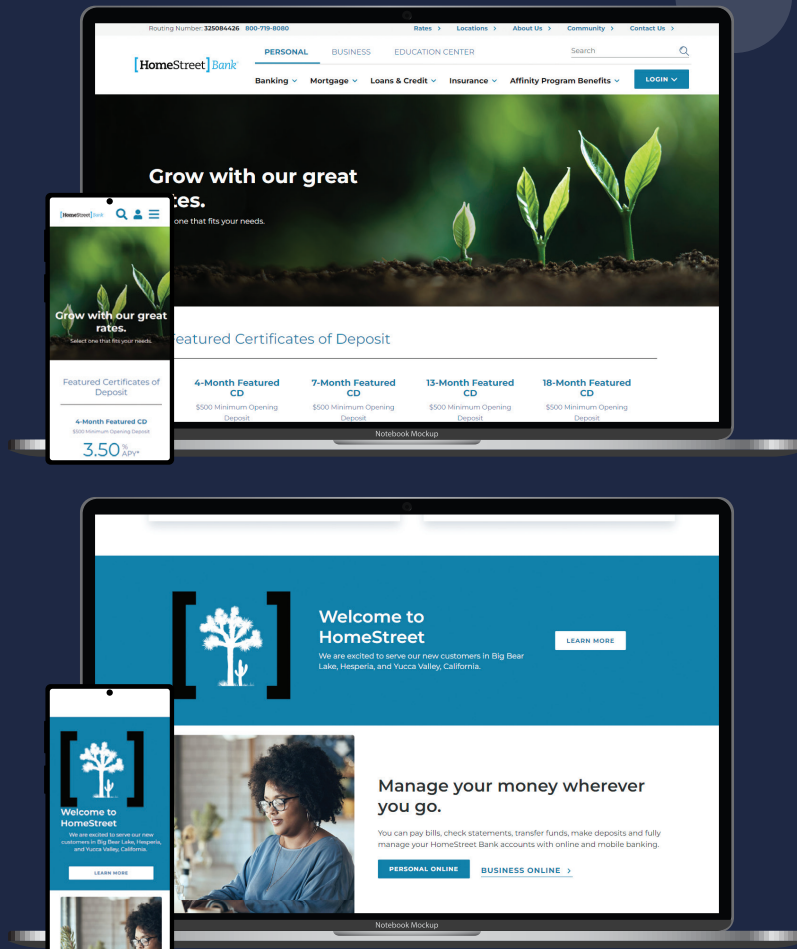 Routing Number: 325084426 800-719-8080 Rates > Locations > About Us > Community > Contact Us >
PERSONAL BUSINESS EDUCATION CENTER Search
[HomeStreet] Bank
Banking Mortgage Loans & Credit Insurance Affinity Program Benefits LOGIN
Grow with our great
tes.
one that fits your needs.
eatured Certificates of Deposit
4-Month Featured
CD
$500 Minimum Opening
Deposit
7-Month Featured
CD
$500 Minimum Opening
Deposit
13-Month Featured
CD
$500 Minimum Opening
Deposit
18-Month Featured
CD
$500 Minimum Opening
Deposit
Notebook Mockup
[HomeStreet] Bank
Grow with our great
rates.
Select one that fits your needs.
Featured Certificates of
Deposit
4-Month Featured CD
$500 Minimum Opening Deposit
3.50 % APY*
Welcome to
HomeStreet
We are excited to serve our new customers in Big Bear
Lake, Hesperia, and Yucca Valley, California.
LEARN MORE
Manage your money wherever
you go.
You can pay bills, check statements, transfer funds, make deposits and fully
manage your HomeStreet Bank accounts with online and mobile banking.
PERSONAL ONLINE BUSINESS ONLINE >
Notebook Mockup
Welcome to
HomeStreet
We are excited to serve our new
customers in Big Bear Lake, Hesperia,
and Yucca Valley, California.
LEARN MORE